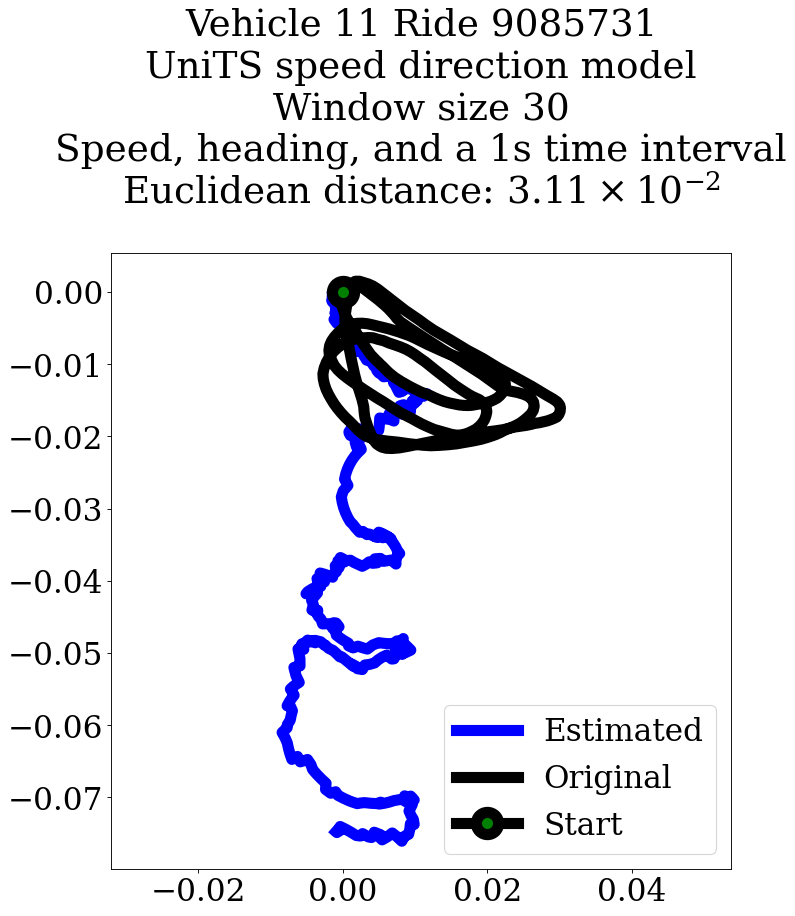 Vehicle 11 Ride 9085731
UniTS speed direction model
Window size 30
Speed, heading, and a 1s time interval
Euclidean distance: 3.11 × 10⁻²
0.00
−0.01
−0.02
−0.03
−0.04
−0.05
−0.06
−0.07
Estimated
Original
Start
−0.02 0.00 0.02 0.04